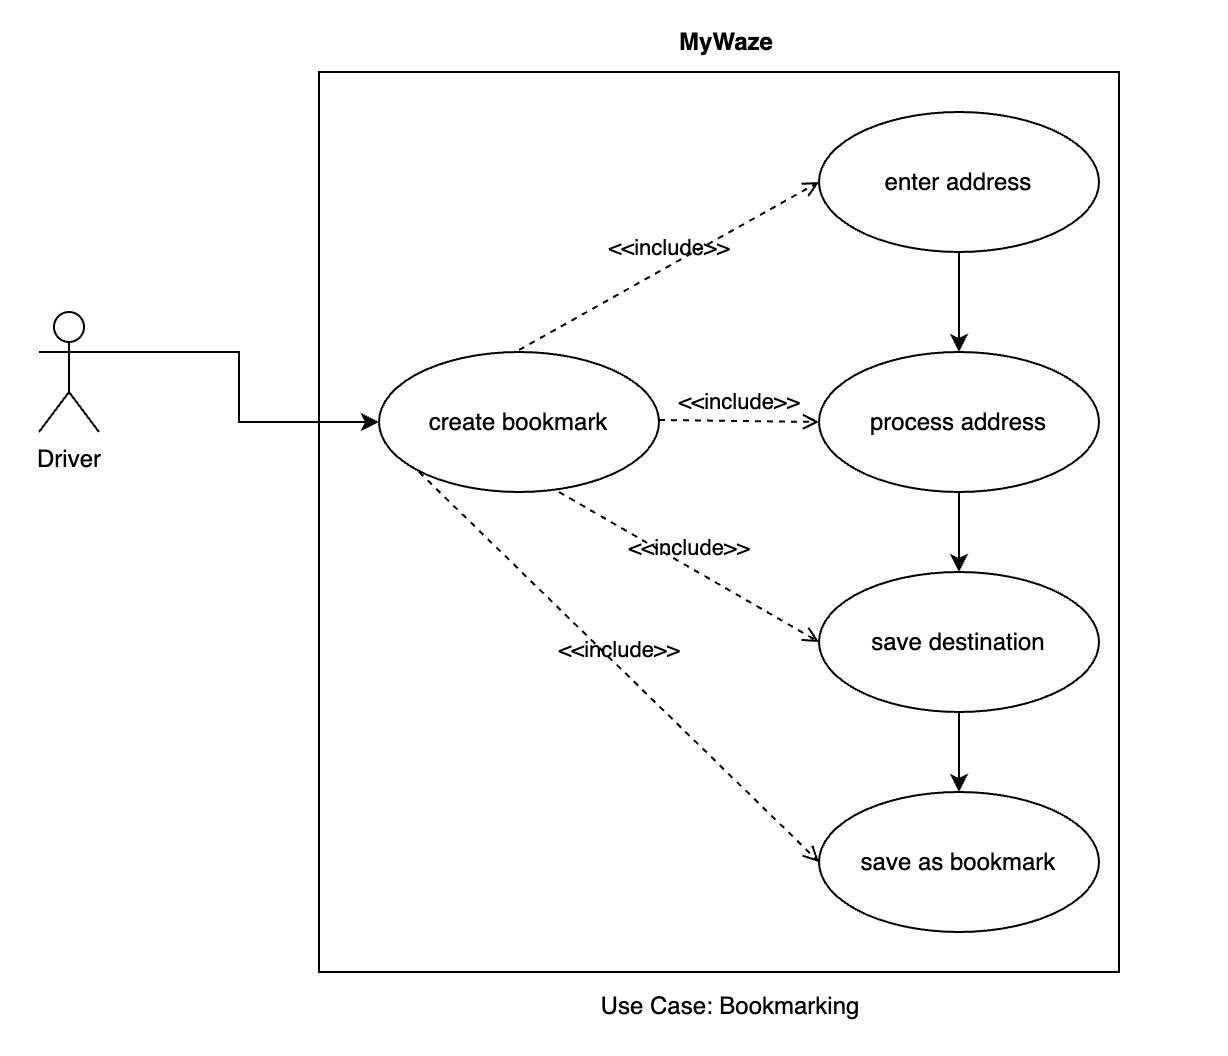 MyWaze
enter address
<<include>>
Driver
create bookmark
<<include>>
process address
<<include>>
save destination
<<include>>
save as bookmark
Use Case: Bookmarking